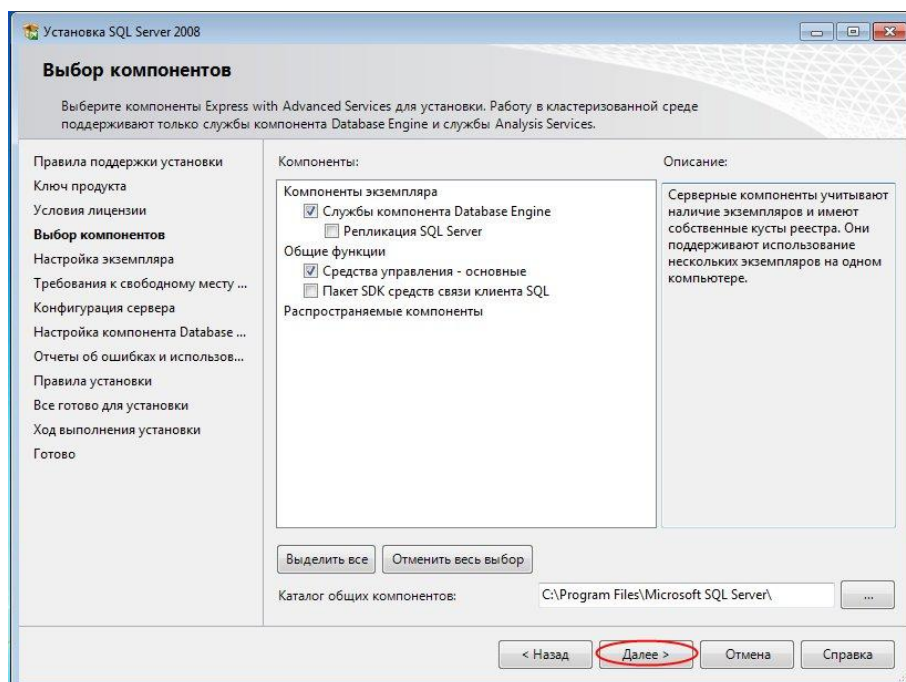 Установка SQL Server 2008
Выбор компонентов
Выберите компоненты Express with Advanced Services для установки. Работу в кластеризованной среде
поддерживают только службы компонента Database Engine и службы Analysis Services.
Правила поддержки установки
Ключ продукта
Условия лицензии
Выбор компонентов
Настройка экземпляра
Требования к свободному месту ...
Конфигурация сервера
Настройка компонента Database ...
Отчеты об ошибках и использов...
Правила установки
Все готово для установки
Ход выполнения установки
Готово
Компоненты:
Компоненты экземпляра
Службы компонента Database Engine
Репликация SQL Server
Общие функции
Средства управления - основные
Пакет SDK средств связи клиента SQL
Распространяемые компоненты
Описание:
Серверные компоненты учитывают
наличие экземпляров и имеют
собственные кусты реестра. Они
поддерживают использование
нескольких экземпляров на одном
компьютере.
Выделить все
Отменить весь выбор
Каталог общих компонентов:
C:\Program Files\Microsoft SQL Server\
...
< Назад
Далее >
Отмена
Справка